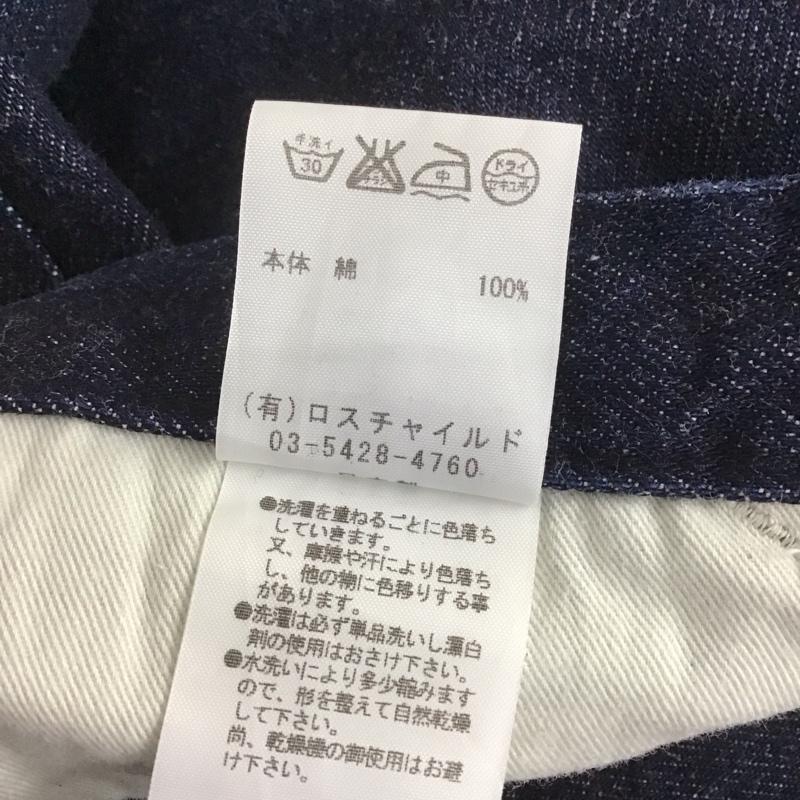 手洗イ 30 エンソサラシ 中 ドライ セキユ系
本体 綿 100%
(有)ロスチャイルド
03-5428-4760
●洗濯を重ねるごとに色落ち
していきます。
又、摩擦や汗により色落ち
し、他の物に色移りする事
があります。
●洗濯は必ず単品洗いし漂白
剤の使用はおさけ下さい。
●水洗いにより多少縮みます
ので、形を整えて自然乾燥
して下さい。
尚、乾燥機の御使用はお避
け下さい。